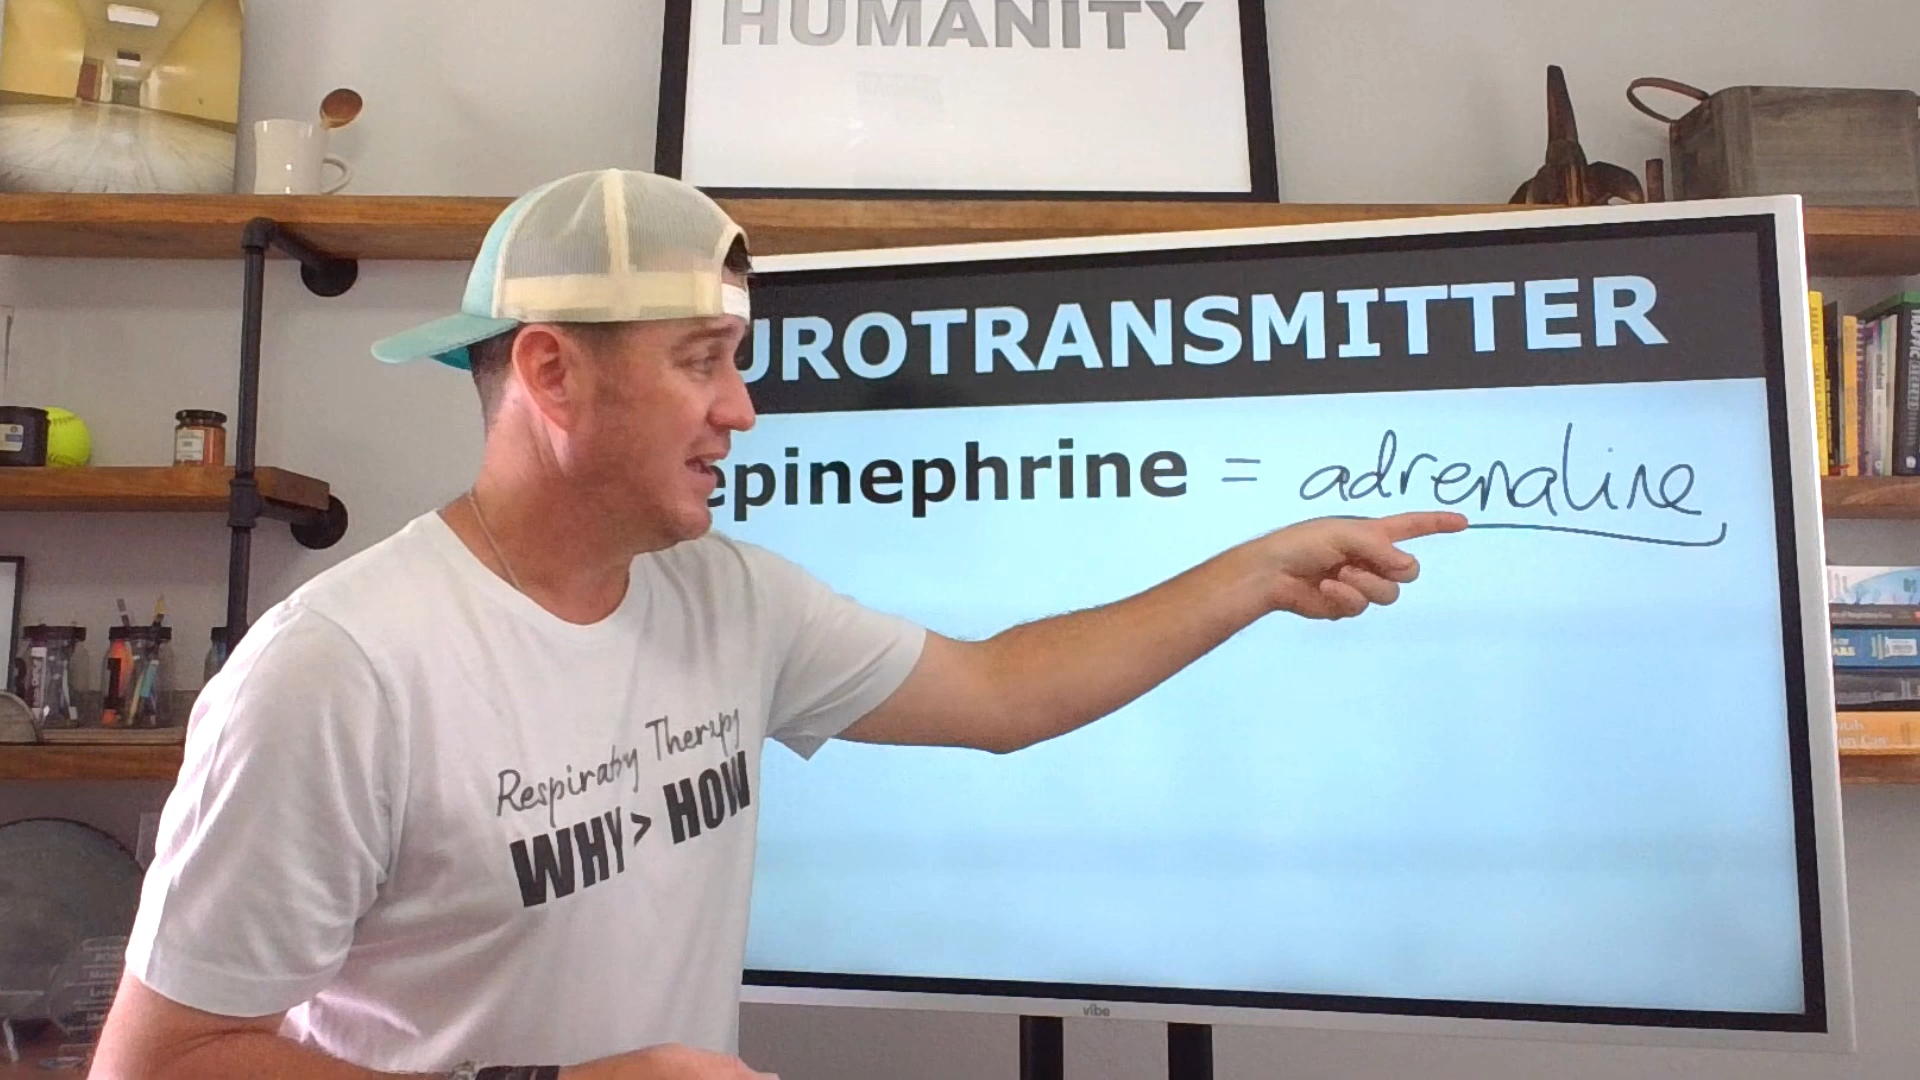 HUMANITY
UROTRANSMITTER
epinephrine = adrenaline
Respiratory Therapy
WHY > HOW
vibe